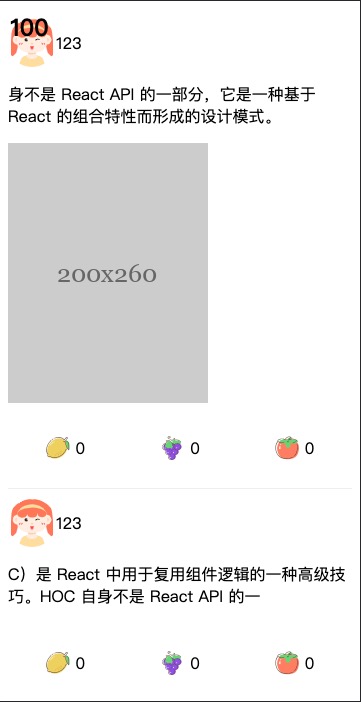 100
123
身不是 React API 的一部分，它是一种基于
React 的组合特性而形成的设计模式。
200x260
0 0 0
123
C）是 React 中用于复用组件逻辑的一种高级技
巧。HOC 自身不是 React API 的一
0 0 0